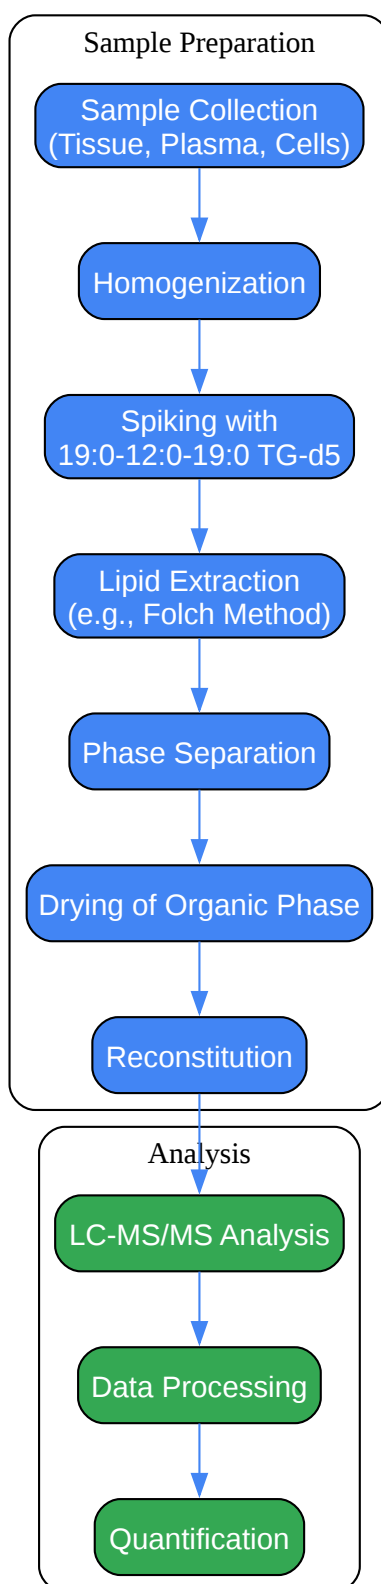 Sample Preparation
Sample Collection
(Tissue, Plasma, Cells)
Homogenization
Spiking with
19:0-12:0-19:0 TG-d5
Lipid Extraction
(e.g., Folch Method)
Phase Separation
Drying of Organic Phase
Reconstitution
Analysis
LC-MS/MS Analysis
Data Processing
Quantification